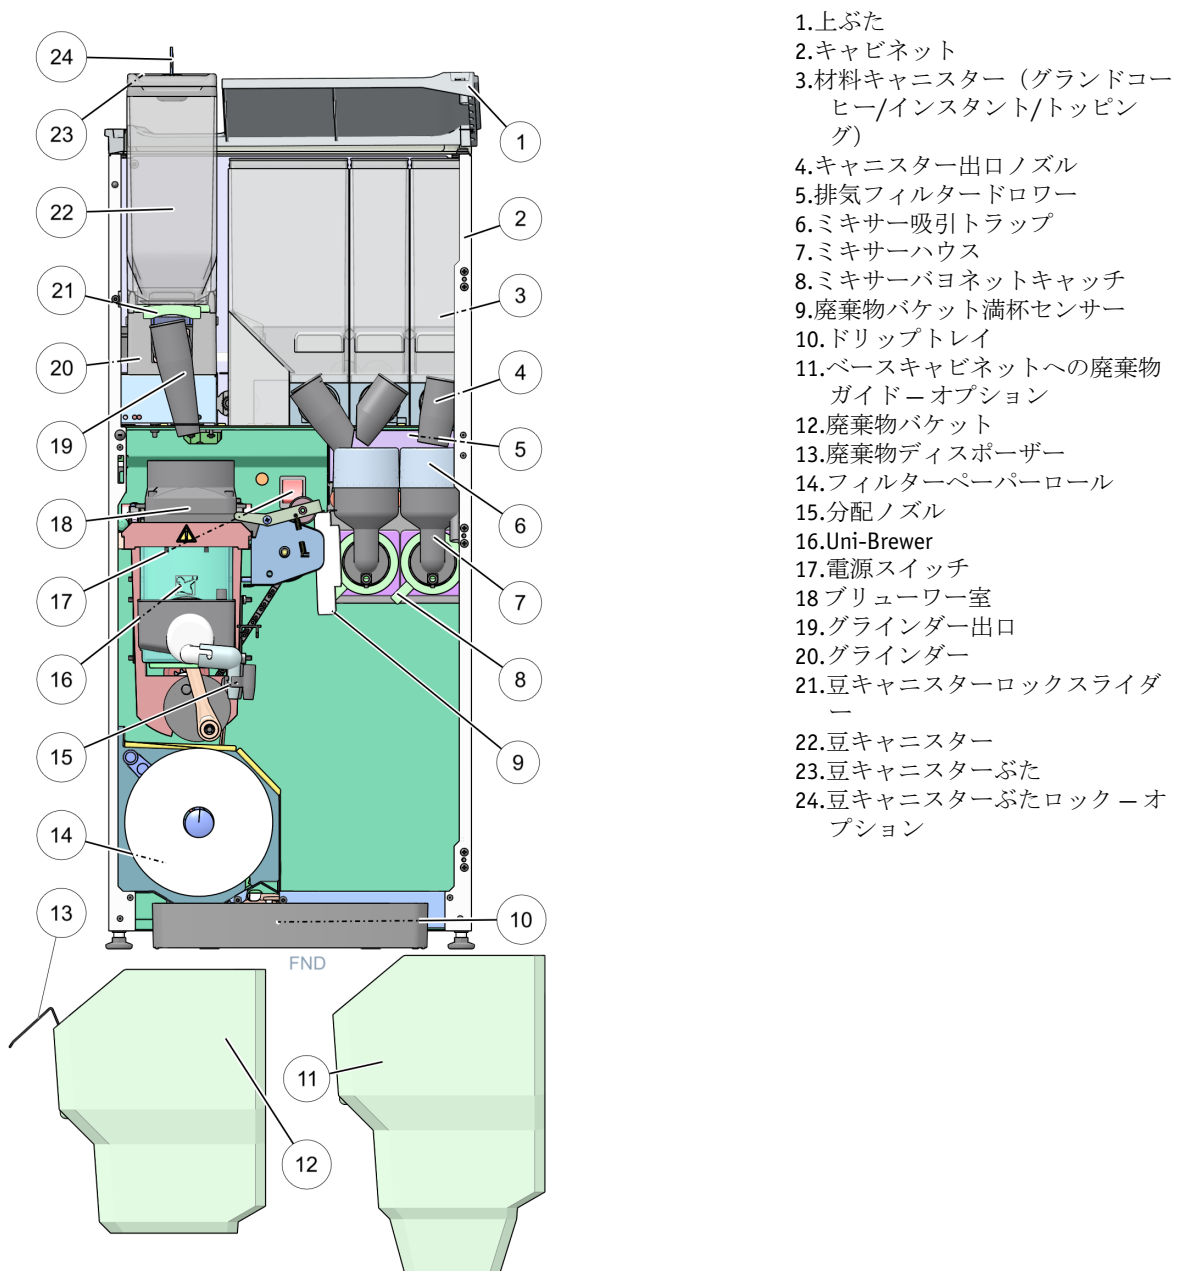 1.上ぶた
2.キャビネット
3.材料キャニスター（グランドコー
ヒー/インスタント/トッピン
グ）
4.キャニスター出口ノズル
5.排気フィルタードロワー
6.ミキサー吸引トラップ
7.ミキサーハウス
8.ミキサーバヨネットキャッチ
9.廃棄物バケット満杯センサー
10.ドリップトレイ
11.ベースキャビネットへの廃棄物
ガイド – オプション
12.廃棄物バケット
13.廃棄物ディスポーザー
14.フィルターペーパーロール
15.分配ノズル
16.Uni-Brewer
17.電源スイッチ
18 ブリューワー室
19.グラインダー出口
20.グラインダー
21.豆キャニスターロックスライダ
ー
22.豆キャニスター
23.豆キャニスターぶた
24.豆キャニスターぶたロック – オ
プション
24
23
1
22
2
21
3
20
4
19
5
18
6
17
7
16
8
15
9
14
13
10
FND
11
12